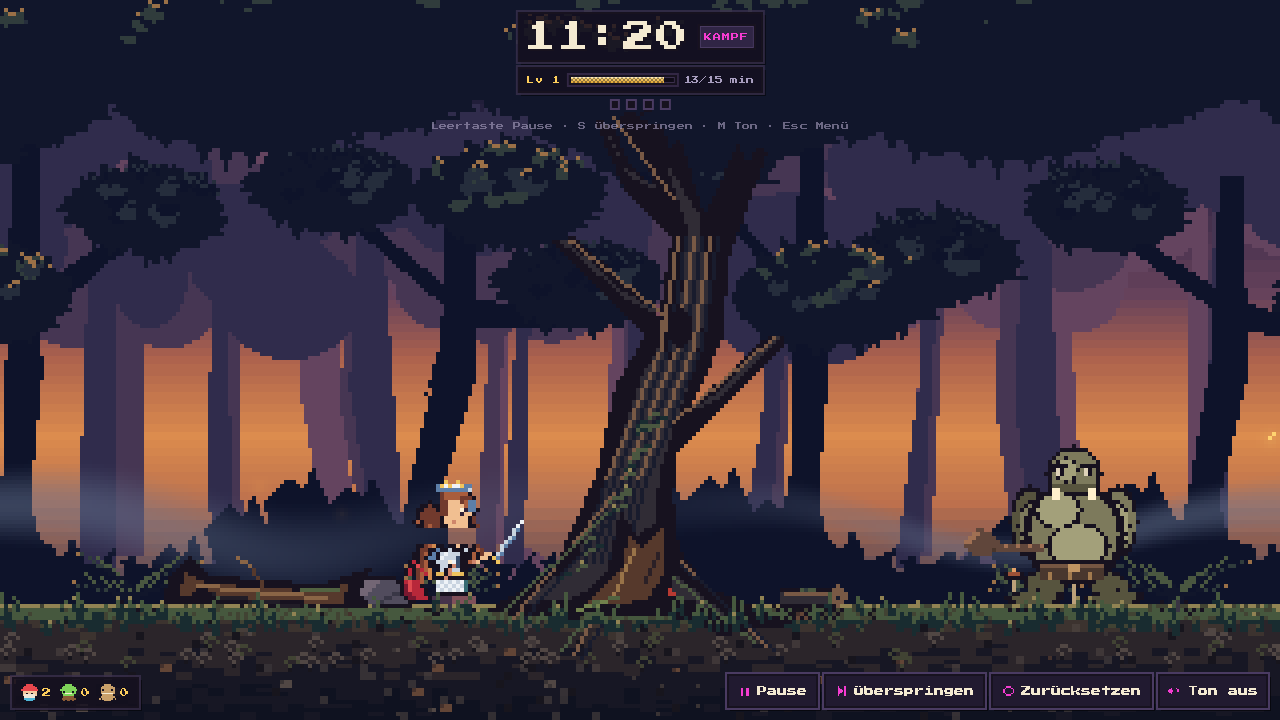 11:20 KAMPF
Lv 1 13/15 min
Leertaste Pause · S überspringen · M Ton · Esc Menü
2 0 0
Pause überspringen Zurücksetzen Ton aus